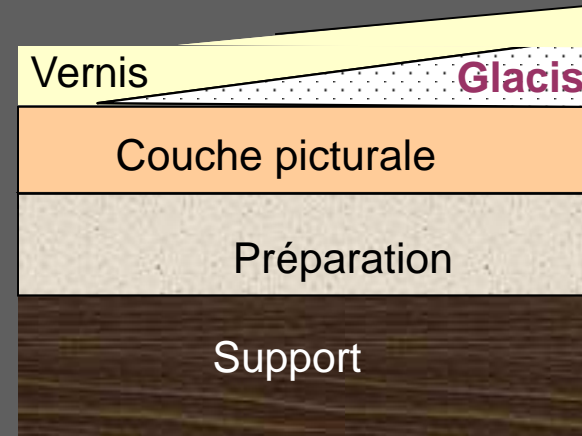 Vernis
Glacis
Couche picturale
Préparation
Support